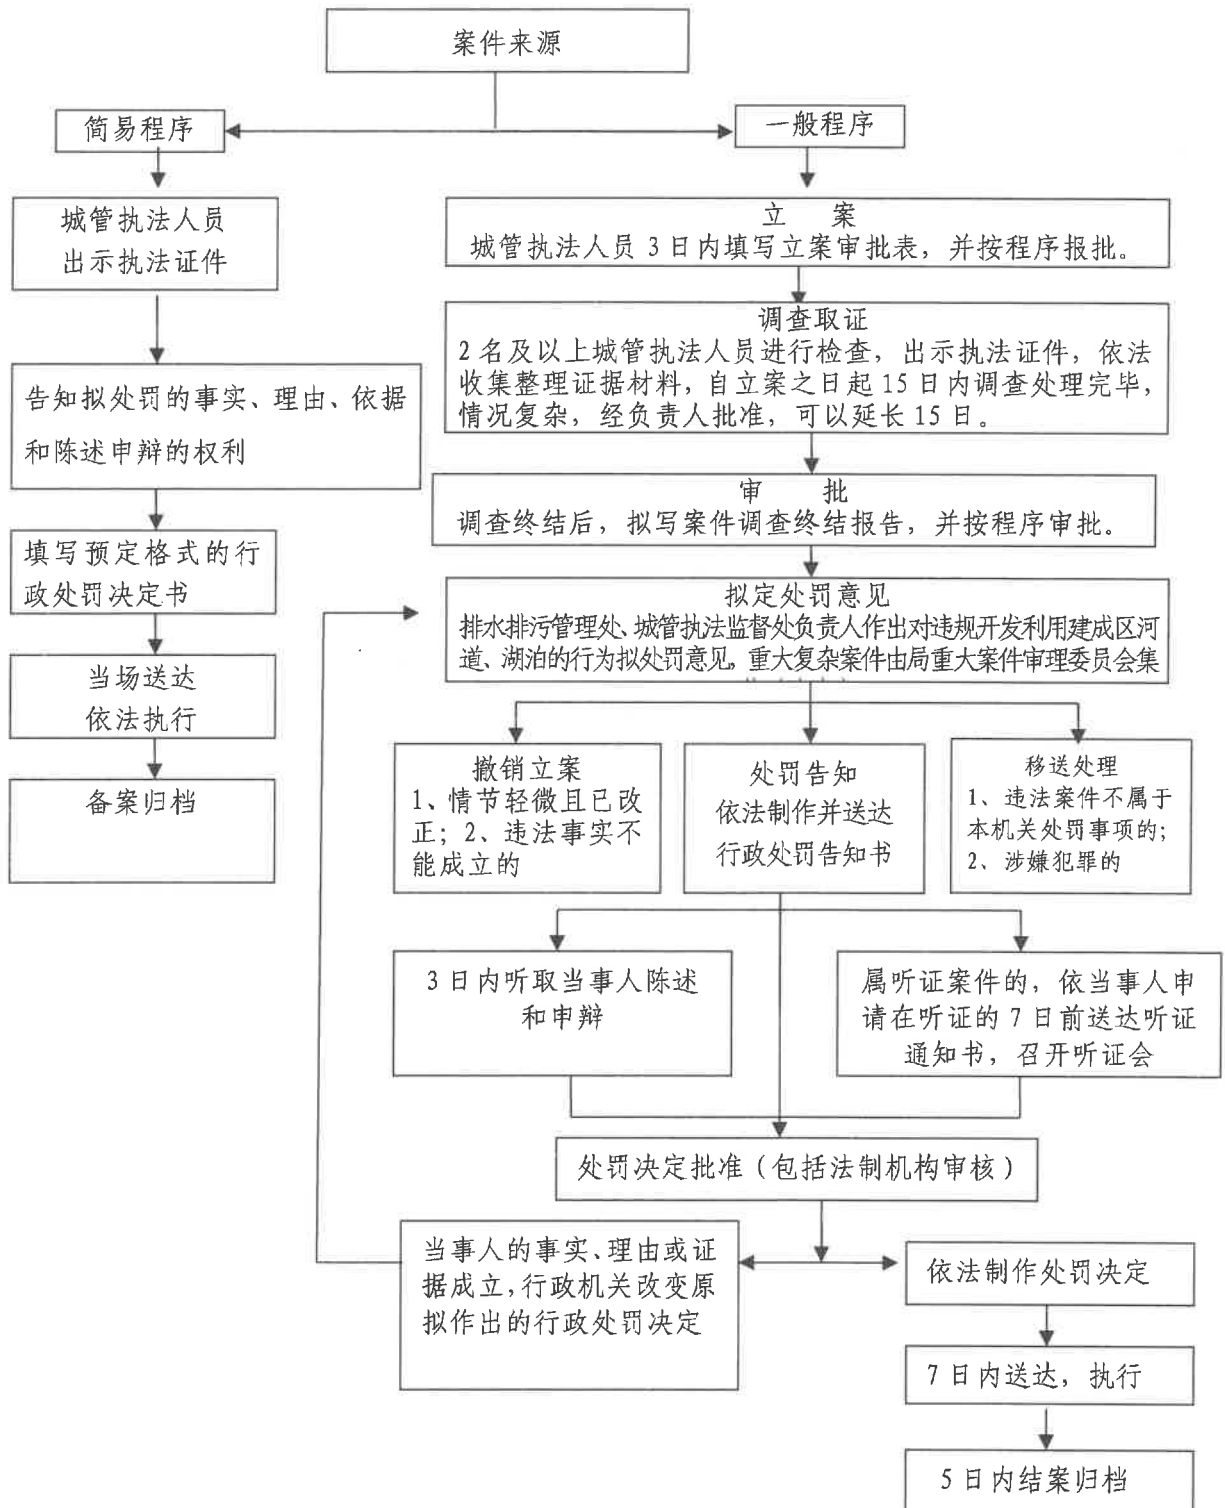 案件来源
简易程序
一般程序
城管执法人员
出示执法证件
告知拟处罚的事实、理由、依据
和陈述申辩的权利
填写预定格式的行
政处罚决定书
当场送达
依法执行
备案归档
立 案
城管执法人员3日内填写立案审批表，并按程序报批。
调查取证
2名及以上城管执法人员进行检查，出示执法证件，依法
收集整理证据材料，自立案之日起15日内调查处理完毕，
情况复杂，经负责人批准，可以延长15日。
审 批
调查终结后，拟写案件调查终结报告，并按程序审批。
拟定处罚意见
排水排污管理处、城管执法监督处负责人作出对违规开发利用建成区河
道、湖泊的行为拟处罚意见，重大复杂案件由局重大案件审理委员会集
撤销立案
1、情节轻微且已改
正；2、违法事实不
能成立的
处罚告知
依法制作并送达
行政处罚告知书
移送处理
1、违法案件不属于
本机关处罚事项的；
2、涉嫌犯罪的
3日内听取当事人陈述
和申辩
属听证案件的，依当事人申
请在听证的7日前送达听证
通知书，召开听证会
处罚决定批准（包括法制机构审核）
当事人的事实、理由或证
据成立，行政机关改变原
拟作出的行政处罚决定
依法制作处罚决定
7日内送达，执行
5日内结案归档